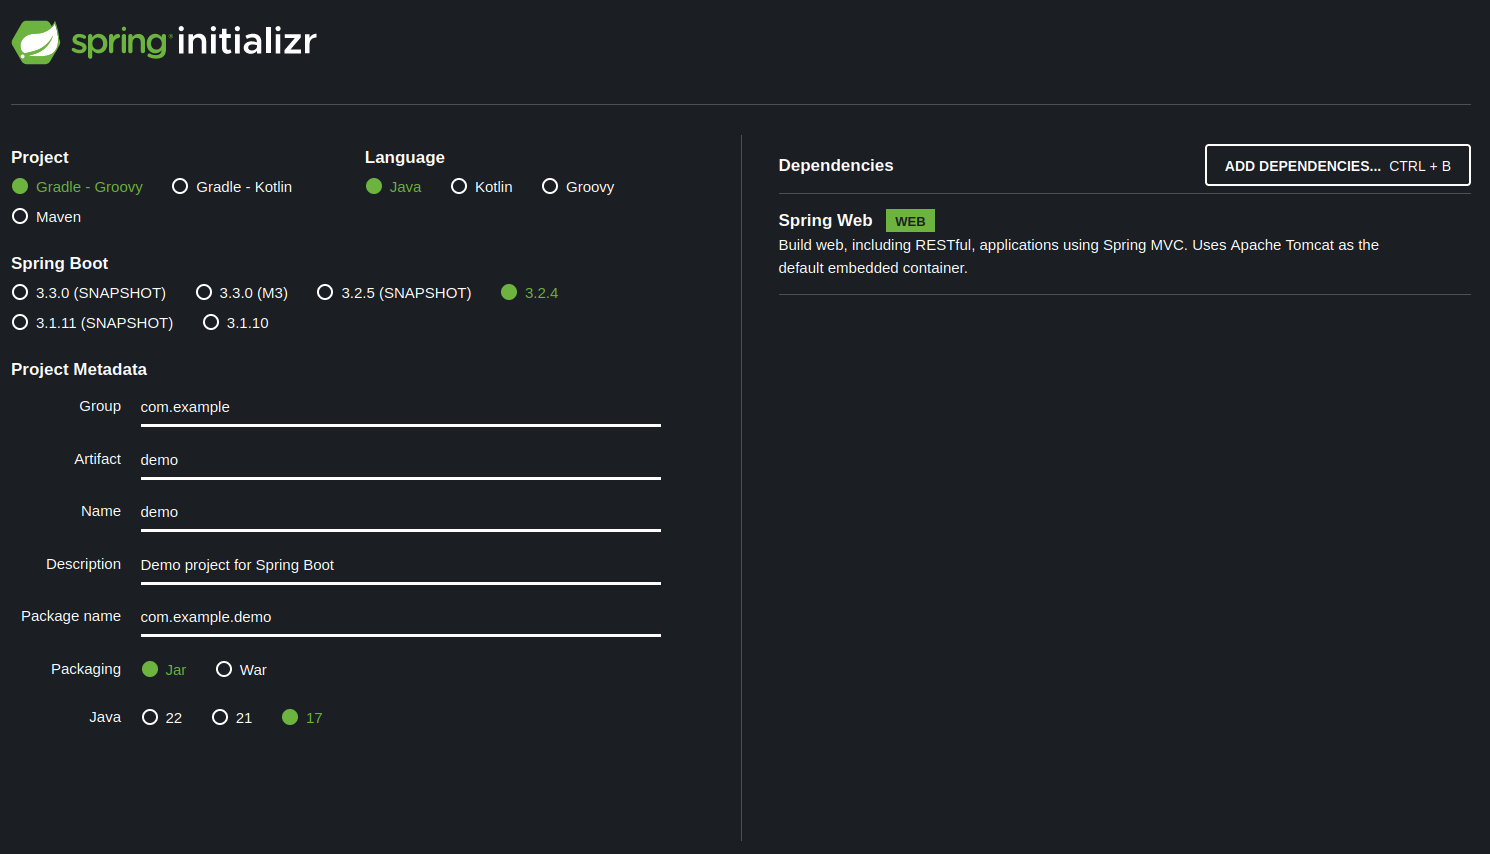 spring initializr
Project
Gradle - Groovy Gradle - Kotlin
Maven
Language
Java Kotlin Groovy
Spring Boot
3.3.0 (SNAPSHOT) 3.3.0 (M3) 3.2.5 (SNAPSHOT) 3.2.4
3.1.11 (SNAPSHOT) 3.1.10
Project Metadata
Group com.example
Artifact demo
Name demo
Description Demo project for Spring Boot
Package name com.example.demo
Packaging Jar War
Java 22 21 17
Dependencies
ADD DEPENDENCIES... CTRL + B
Spring Web WEB
Build web, including RESTful, applications using Spring MVC. Uses Apache Tomcat as the
default embedded container.